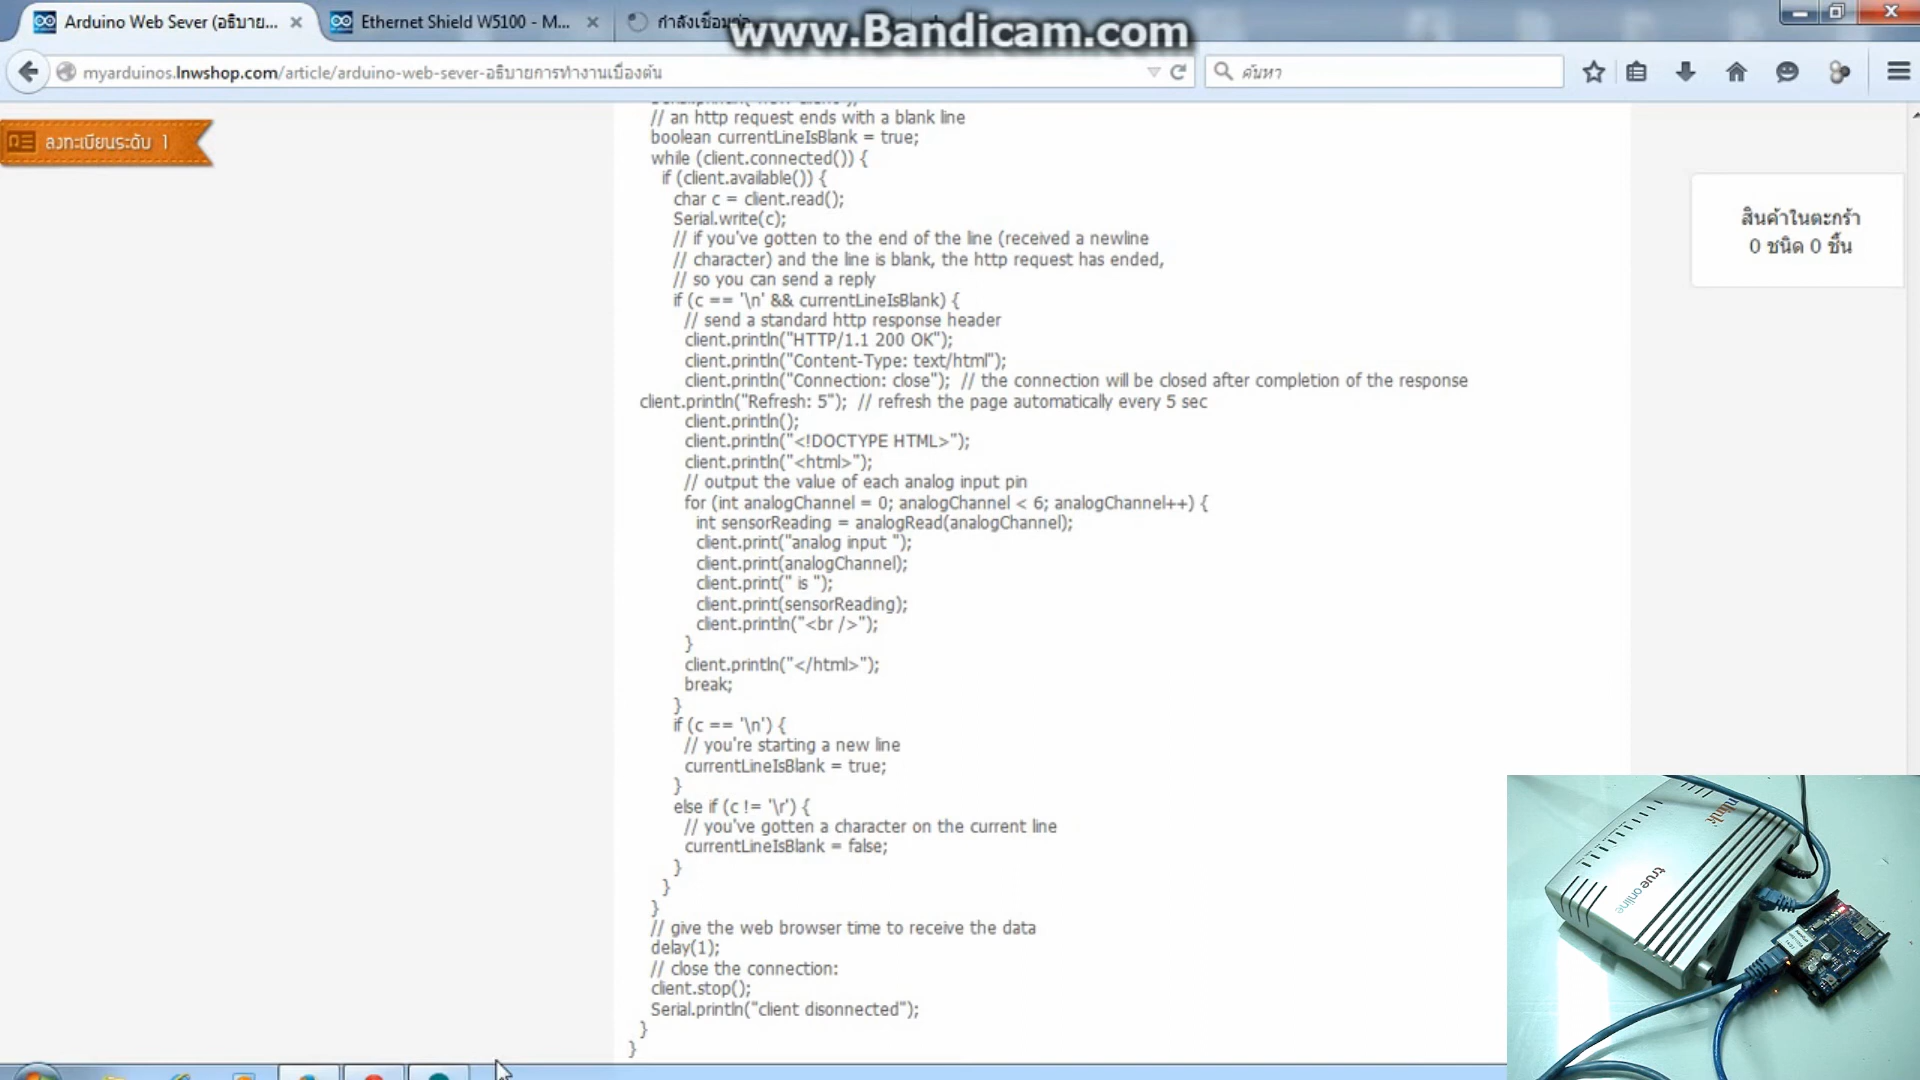 Arduino Web Sever (อธิบาย...
Ethernet Shield W5100 - M...
www.Bandicam.com
myarduinos.lnwshop.com/article/arduino-web-sever-อธิบายการทำงานเบื้องต้น
ค้นหา
ลงทะเบียนระดับ 1
สินค้าในตะกร้า
0 ชนิด 0 ชิ้น
// an http request ends with a blank line
boolean currentLineIsBlank = true;
while (client.connected()) {
if (client.available()) {
char c = client.read();
Serial.write(c);
// if you've gotten to the end of the line (received a newline
// character) and the line is blank, the http request has ended,
// so you can send a reply
if (c == '\n' && currentLineIsBlank) {
// send a standard http response header
client.println("HTTP/1.1 200 OK");
client.println("Content-Type: text/html");
client.println("Connection: close");  // the connection will be closed after completion of the response
client.println("Refresh: 5");  // refresh the page automatically every 5 sec
client.println();
client.println("<!DOCTYPE HTML>");
client.println("<html>");
// output the value of each analog input pin
for (int analogChannel = 0; analogChannel < 6; analogChannel++) {
int sensorReading = analogRead(analogChannel);
client.print("analog input ");
client.print(analogChannel);
client.print(" is ");
client.print(sensorReading);
client.println("<br />");
}
client.println("</html>");
break;
}
if (c == '\n') {
// you're starting a new line
currentLineIsBlank = true;
}
else if (c != '\r') {
// you've gotten a character on the current line
currentLineIsBlank = false;
}
}
}
// give the web browser time to receive the data
delay(1);
// close the connection:
client.stop();
Serial.println("client disonnected");
}
}
true online